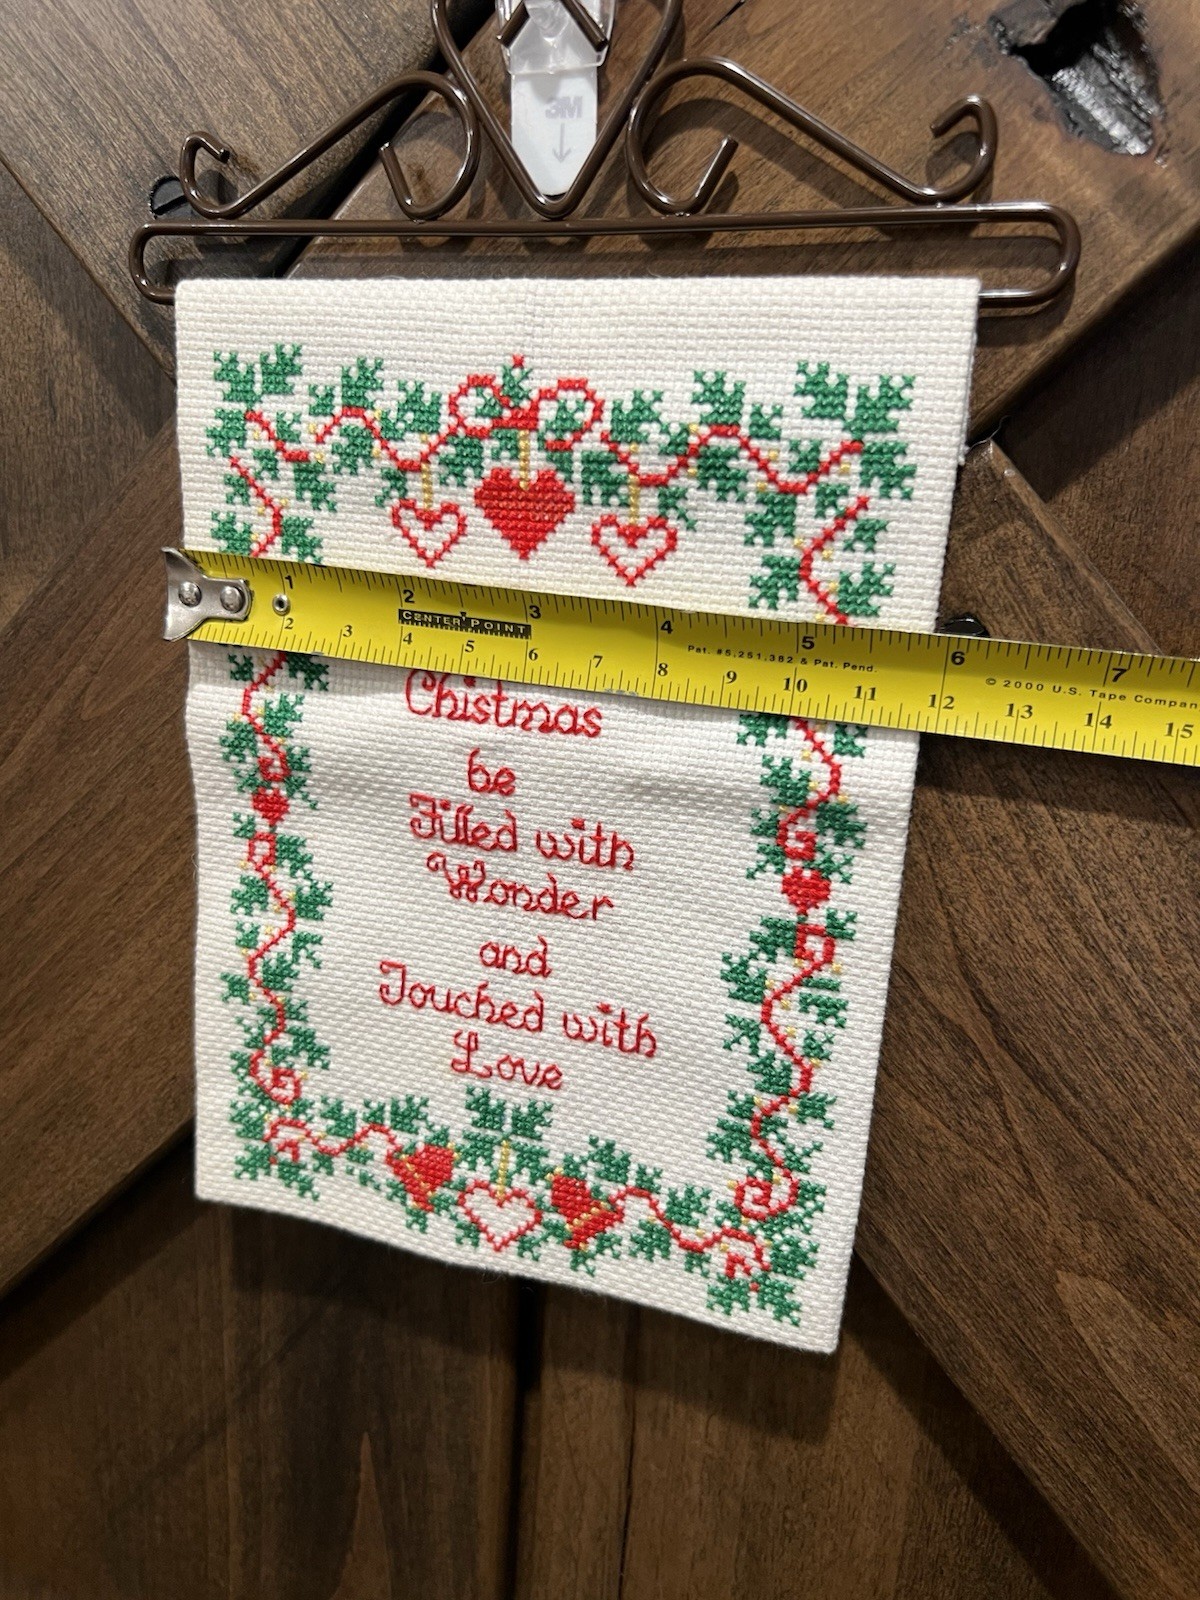 3M
1 2 3 4 5 6 7
CENTER POINT
Pat. #5,251,382 & Pat. Pend.
© 2000 U.S. Tape Compan
2 3 4 5 6 7 8 9 10 11 12 13 14 15
Chistmas
be
Filled with
Wonder
and
Touched with
Love